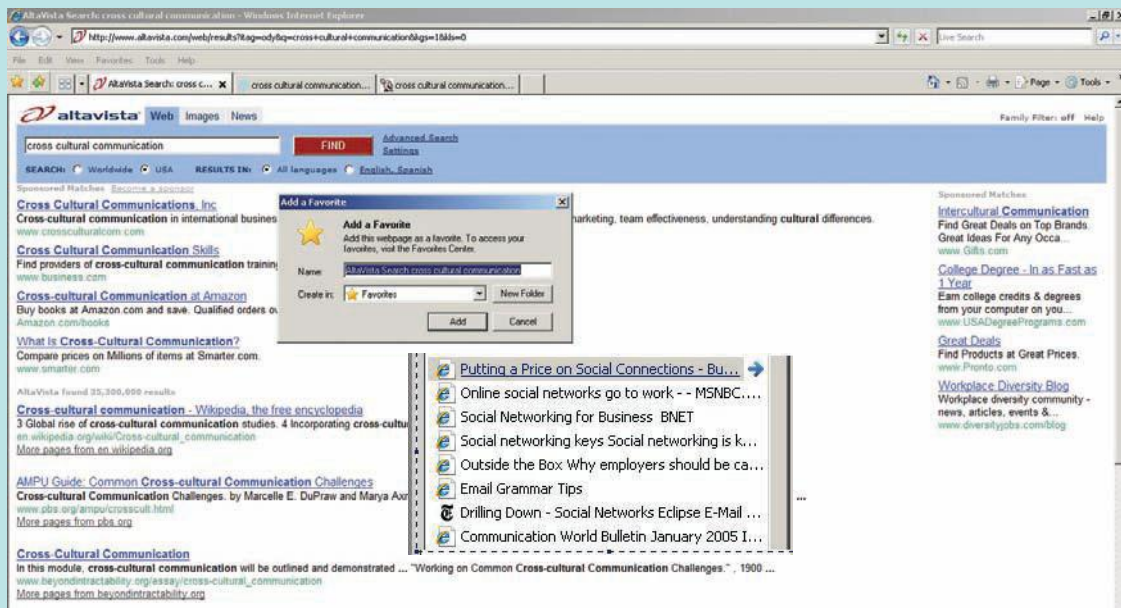 AltaVista Search: cross cultural communication - Windows Internet Explorer
http://www.altavista.com/web/results?itag=ody&q=cross+cultural+communication&kgs=1&kls=0
Live Search
File Edit View Favorites Tools Help
AltaVista Search: cross c...
cross cultural communication...
cross cultural communication...
Page
Tools
altavista Web Images News
Family Filter: off Help
cross cultural communication
FIND
Advanced Search
Settings
SEARCH: Worldwide USA RESULTS IN: All languages English, Spanish
Sponsored Matches Become a sponsor
Cross Cultural Communications, Inc
Cross-cultural communication in international busines
arketing, team effectiveness, understanding cultural differences.
www.crossculturalcom.com
Cross Cultural Communication Skills
Find providers of cross-cultural communication training
www.business.com
Cross-cultural Communication at Amazon
Buy books at Amazon.com and save. Qualified orders ov
Amazon.com/books
What Is Cross-Cultural Communication?
Compare prices on Millions of items at Smarter.com.
www.smarter.com
AltaVista found 35,300,000 results
Cross-cultural communication - Wikipedia, the free encyclopedia
3 Global rise of cross-cultural communication studies. 4 Incorporating cross-cultu
en.wikipedia.org/wiki/Cross-cultural_communication
More pages from en.wikipedia.org
AMPU Guide: Common Cross-cultural Communication Challenges
Cross-cultural Communication Challenges. by Marcelle E. DuPraw and Marya Axn
...
www.pbs.org/ampu/crosscult.html
More pages from pbs.org
Cross-Cultural Communication
In this module, cross-cultural communication will be outlined and demonstrated ... "Working on Common Cross-cultural Communication Challenges." , 1900 ...
www.beyondintractability.org/essay/cross-cultural_communication
More pages from beyondintractability.org
Add a Favorite
Add a Favorite
Add this webpage as a favorite. To access your
favorites, visit the Favorites Center.
Name: AltaVista Search cross cultural communication
Create in: Favorites New Folder
Add Cancel
Putting a Price on Social Connections - Bu...
Online social networks go to work - - MSNBC....
Social Networking for Business BNET
Social networking keys Social networking is k...
Outside the Box Why employers should be ca...
Email Grammar Tips
Drilling Down - Social Networks Eclipse E-Mail ...
Communication World Bulletin January 2005 I...
Sponsored Matches
Intercultural Communication
Find Great Deals on Top Brands.
Great Ideas For Any Occa...
www.Gifts.com
College Degree - In as Fast as
1 Year
Earn college credits & degrees
from your computer on you...
www.USADegreePrograms.com
Great Deals
Find Products at Great Prices.
www.Pronto.com
Workplace Diversity Blog
Workplace diversity community -
news, articles, events &...
www.diversityjobs.com/blog